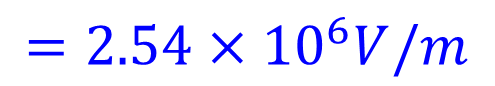 = 2.54 × 10⁶V/m